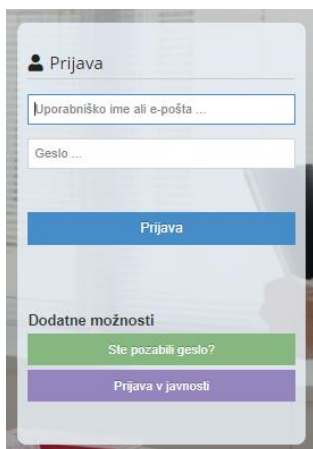 Prijava
Uporabniško ime ali e-pošta ...
Geslo ...
Prijava
Dodatne možnosti
Ste pozabili geslo?
Prijava v javnosti